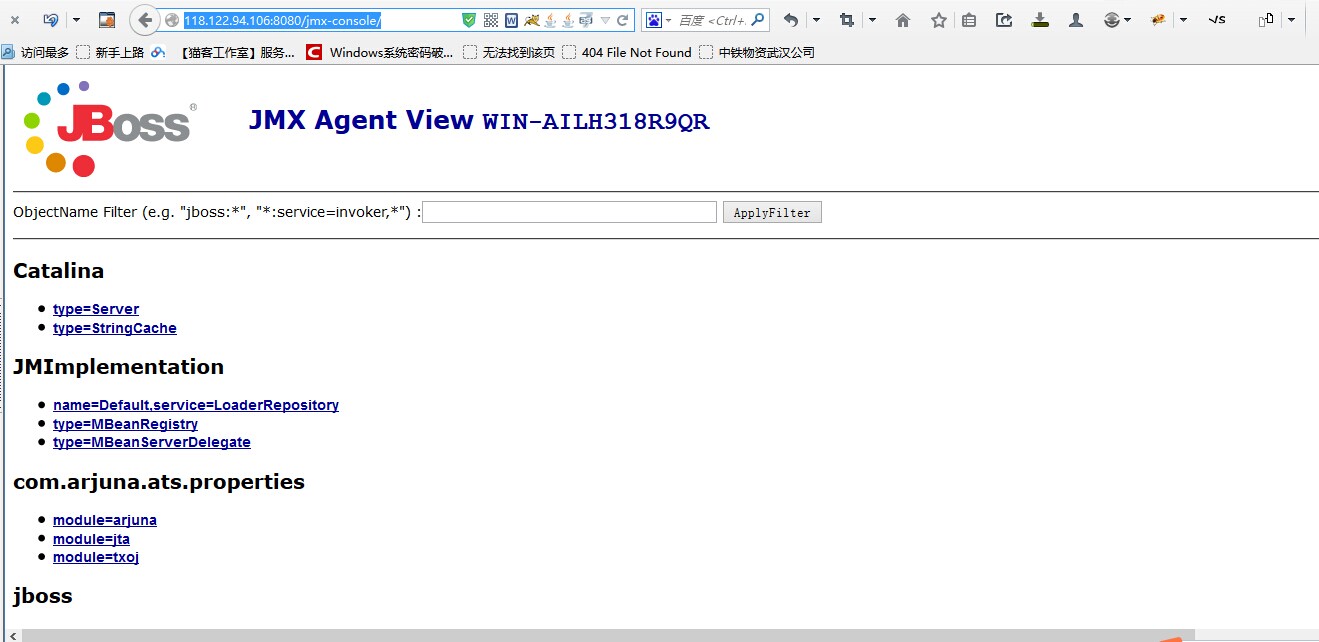 118.122.94.106:8080/jmx-console/
百度 <Ctrl+.
访问最多 新手上路 【猫客工作室】服务... Windows系统密码破... 无法找到该页 404 File Not Found 中铁物资武汉公司
JBoss®
JMX Agent View WIN-AILH318R9QR
ObjectName Filter (e.g. "jboss:*", "*:service=invoker,*") : ApplyFilter
Catalina
type=Server
type=StringCache
JMImplementation
name=Default,service=LoaderRepository
type=MBeanRegistry
type=MBeanServerDelegate
com.arjuna.ats.properties
module=arjuna
module=jta
module=txoj
jboss